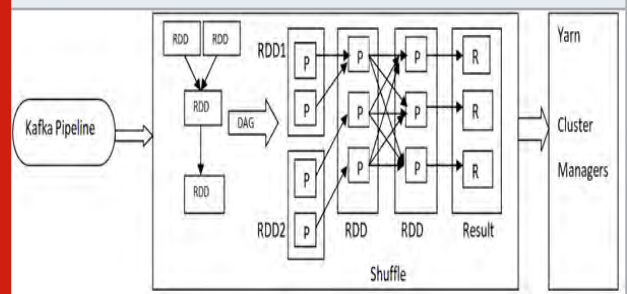 Kafka Pipeline
RDD
RDD
RDD
RDD
DAG
RDD1
P
P
RDD2
P
P
P
P
P
RDD
P
P
P
RDD
R
R
R
Result
Shuffle
Yarn
Cluster
Managers